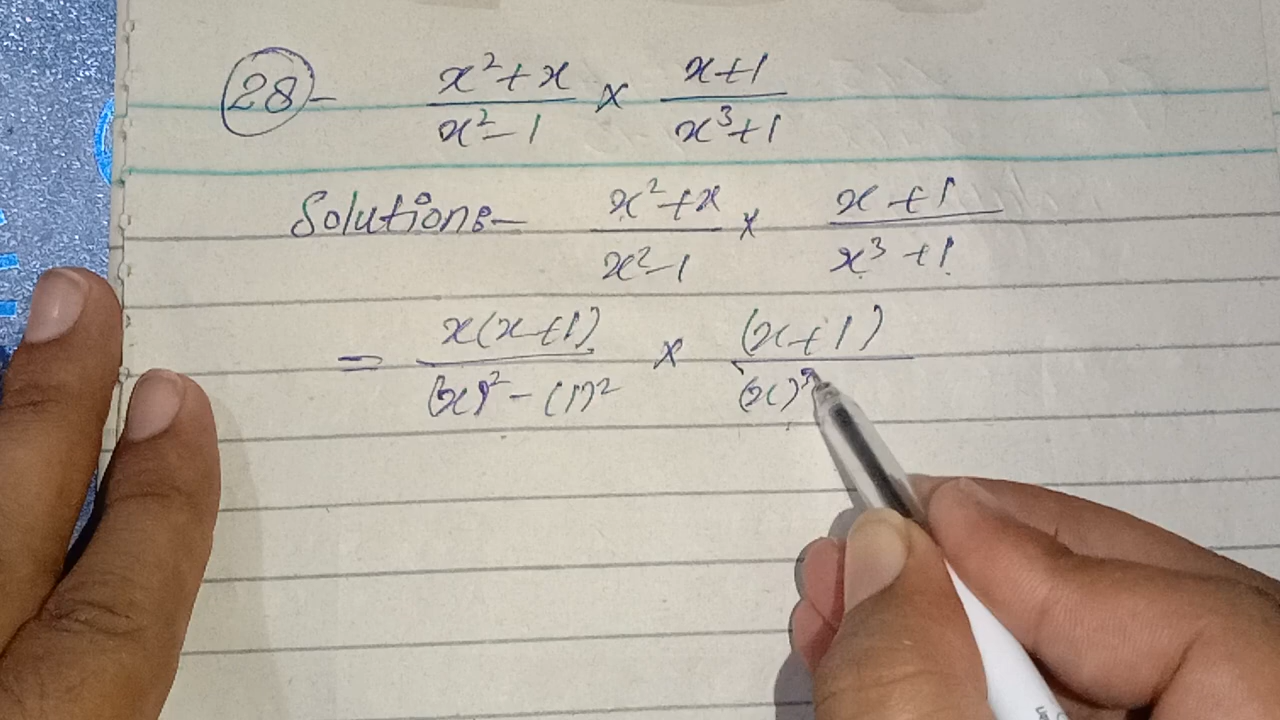 28- x²+x/x²-1 × x+1/x³+1
Solution:- x²+x/x²-1 × x+1/x³+1
= x(x+1)/(x)²-(1)² × (x+1)/(x)³